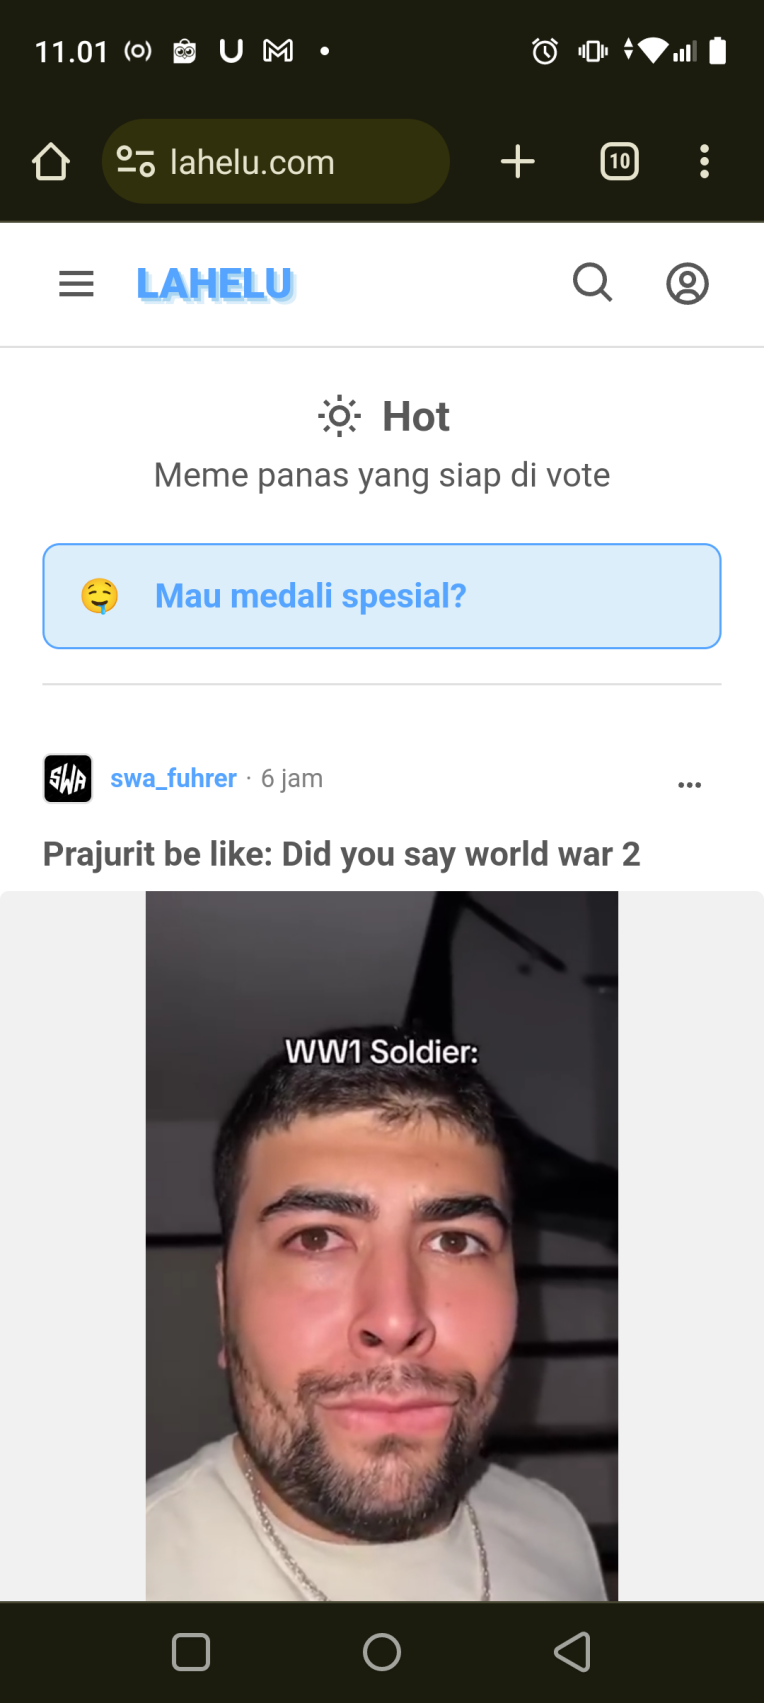 11.01
lahelu.com
10
LAHELU
Hot
Meme panas yang siap di vote
Mau medali spesial?
SWA
swa_fuhrer · 6 jam
Prajurit be like: Did you say world war 2
WW1 Soldier: